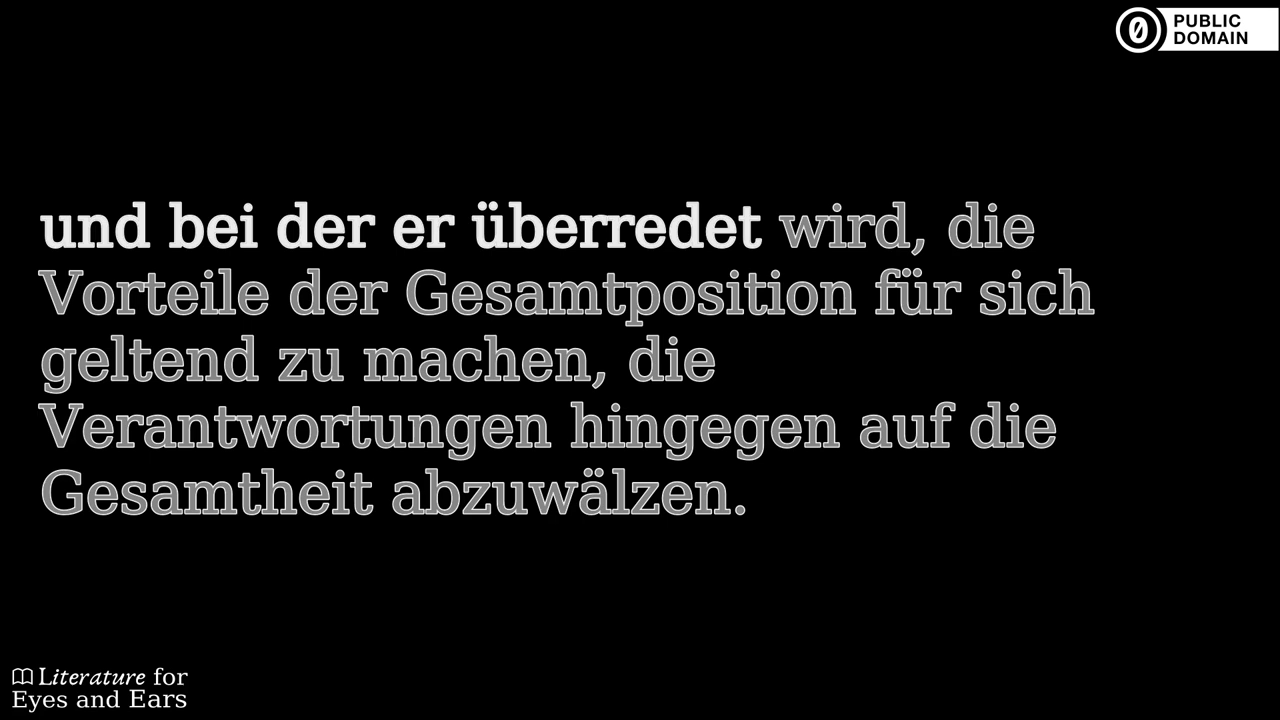 PUBLIC
DOMAIN
und bei der er überredet wird, die
Vorteile der Gesamtposition für sich
geltend zu machen, die
Verantwortungen hingegen auf die
Gesamtheit abzuwälzen.
Literature for
Eyes and Ears